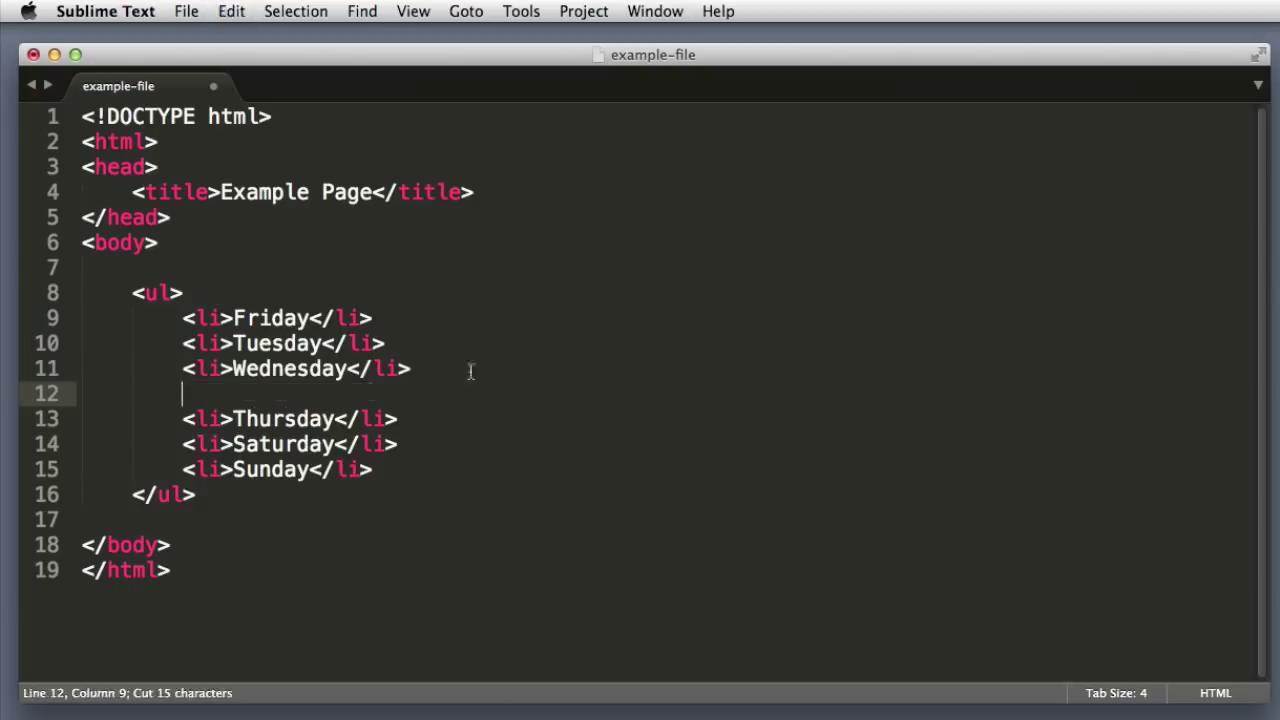 Sublime Text File Edit Selection Find View Goto Tools Project Window Help
example-file
example-file
1 <!DOCTYPE html>
2 <html>
3 <head>
4 <title>Example Page</title>
5 </head>
6 <body>
7
8 <ul>
9 <li>Friday</li>
10 <li>Tuesday</li>
11 <li>Wednesday</li>
12
13 <li>Thursday</li>
14 <li>Saturday</li>
15 <li>Sunday</li>
16 </ul>
17
18 </body>
19 </html>
Line 12, Column 9; Cut 15 characters Tab Size: 4 HTML